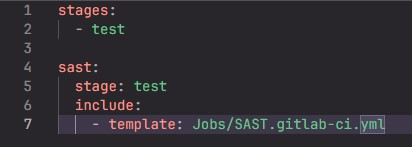 1 stages:
2 - test
3
4 sast:
5 stage: test
6 include:
7 - template: Jobs/SAST.gitlab-ci.yml